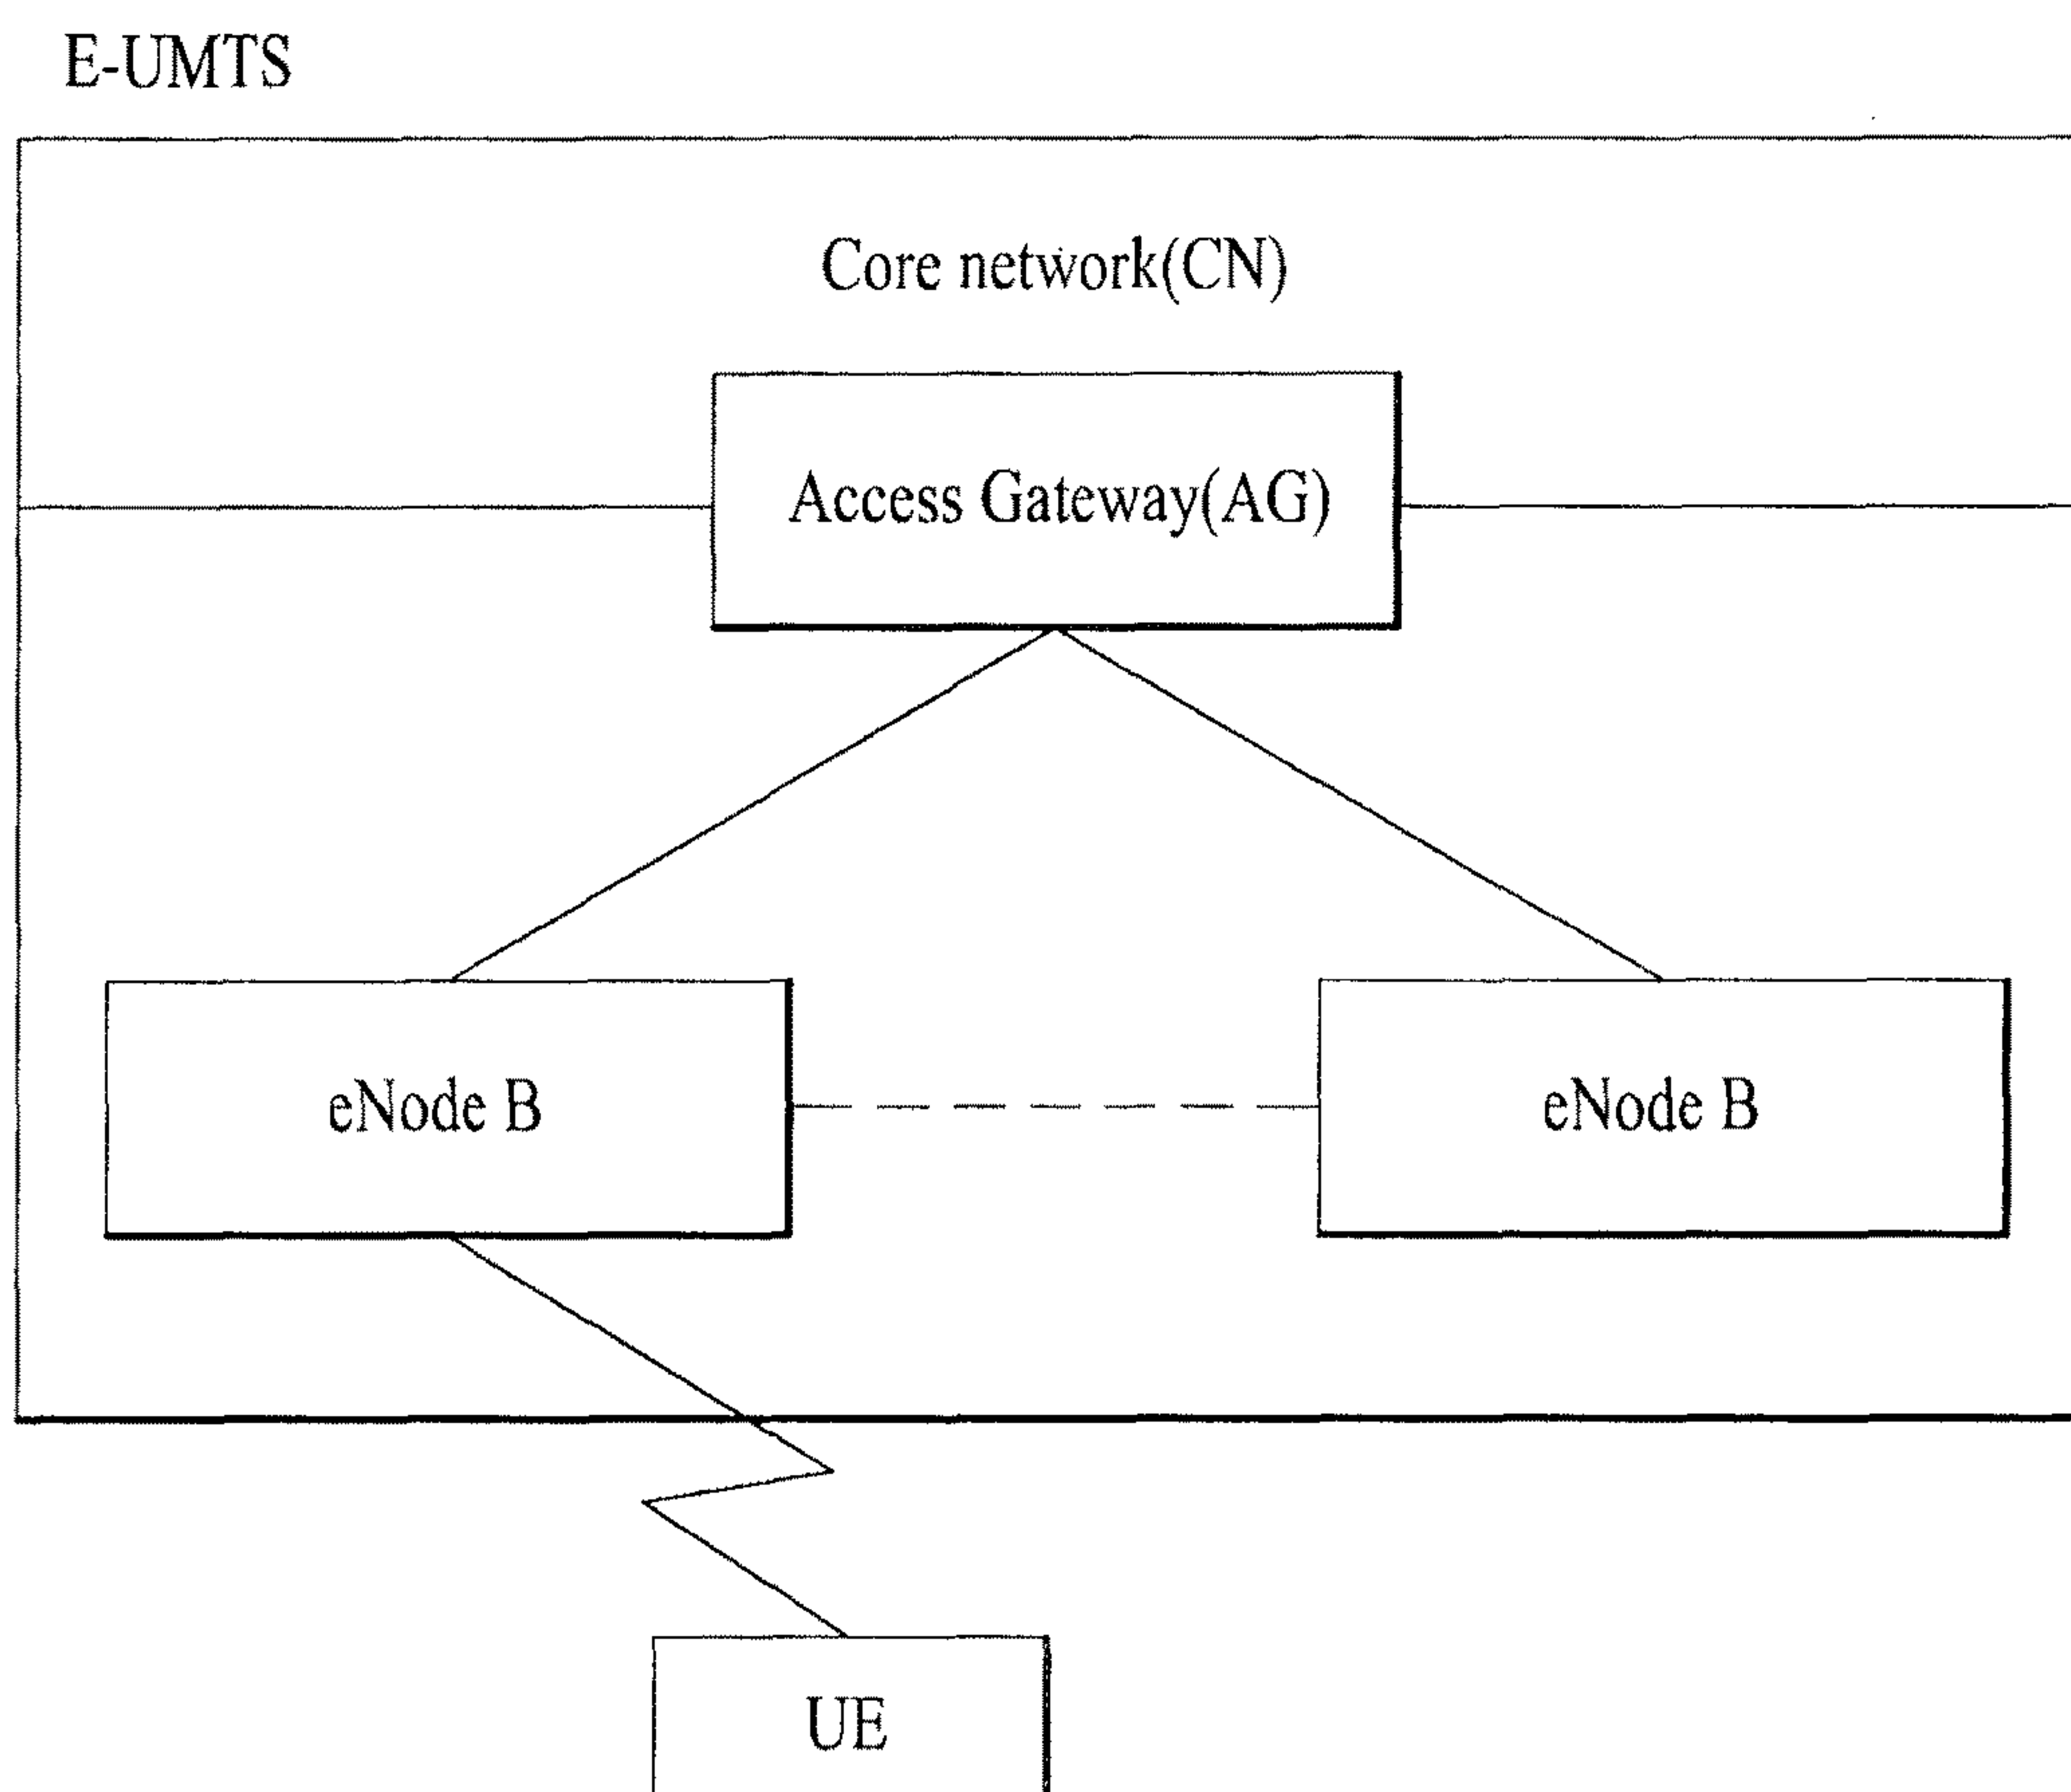 E-UMTS
Core network(CN)
Access Gateway(AG)
eNode B
eNode B
UE